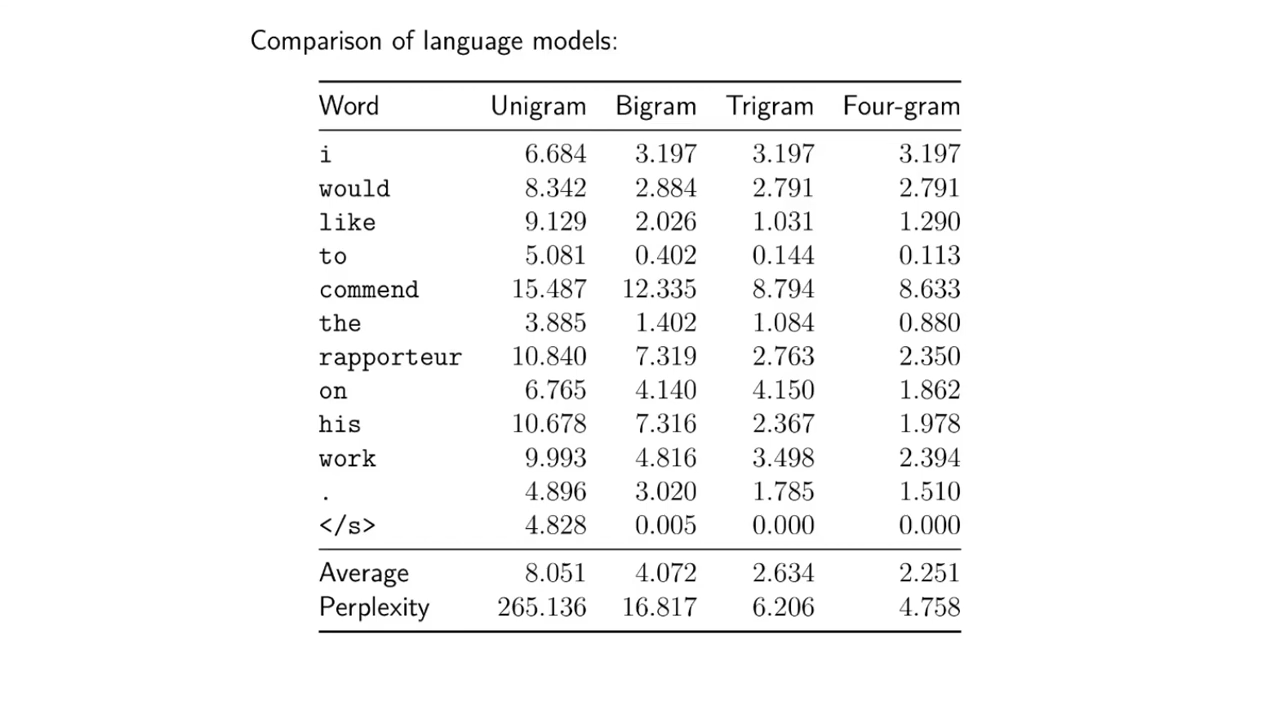 Comparison of language models:
Word Unigram Bigram Trigram Four-gram
i 6.684 3.197 3.197 3.197
would 8.342 2.884 2.791 2.791
like 9.129 2.026 1.031 1.290
to 5.081 0.402 0.144 0.113
commend 15.487 12.335 8.794 8.633
the 3.885 1.402 1.084 0.880
rapporteur 10.840 7.319 2.763 2.350
on 6.765 4.140 4.150 1.862
his 10.678 7.316 2.367 1.978
work 9.993 4.816 3.498 2.394
. 4.896 3.020 1.785 1.510
</s> 4.828 0.005 0.000 0.000
Average 8.051 4.072 2.634 2.251
Perplexity 265.136 16.817 6.206 4.758